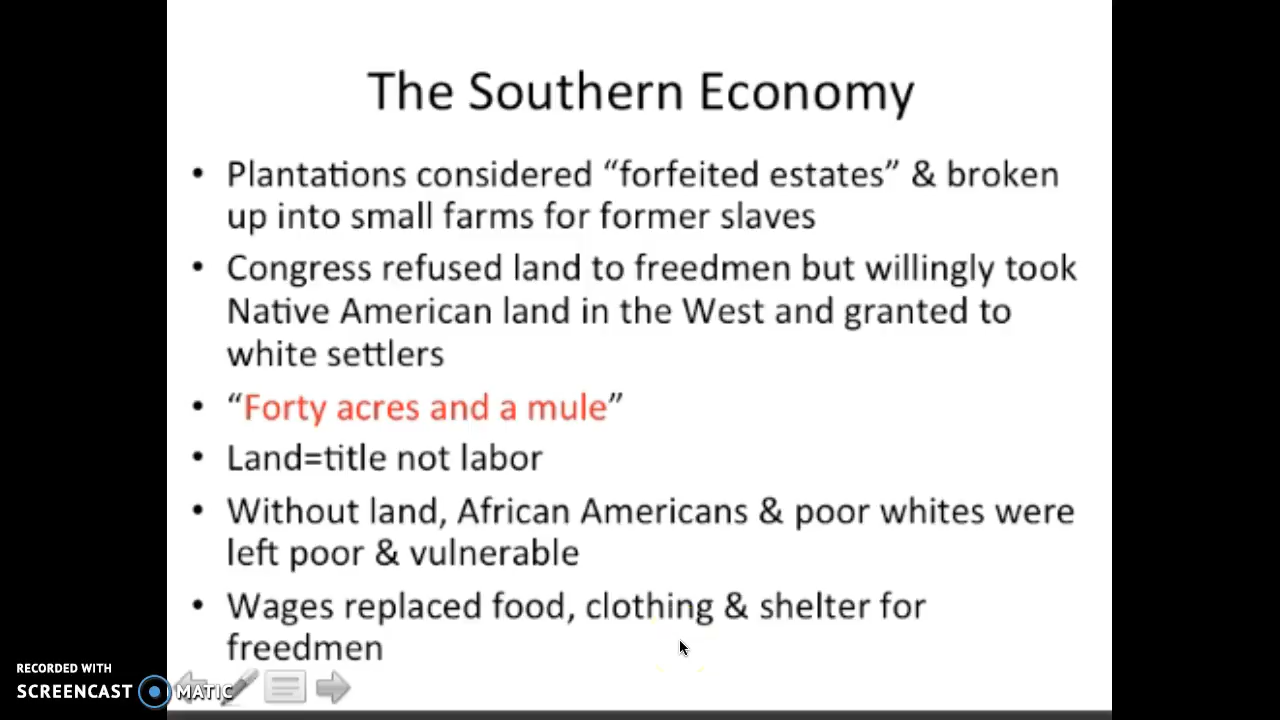 The Southern Economy
• Plantations considered “forfeited estates” & broken
up into small farms for former slaves
• Congress refused land to freedmen but willingly took
Native American land in the West and granted to
white settlers
• “Forty acres and a mule”
• Land=title not labor
• Without land, African Americans & poor whites were
left poor & vulnerable
• Wages replaced food, clothing & shelter for
freedmen
RECORDED WITH
SCREENCAST MATIC